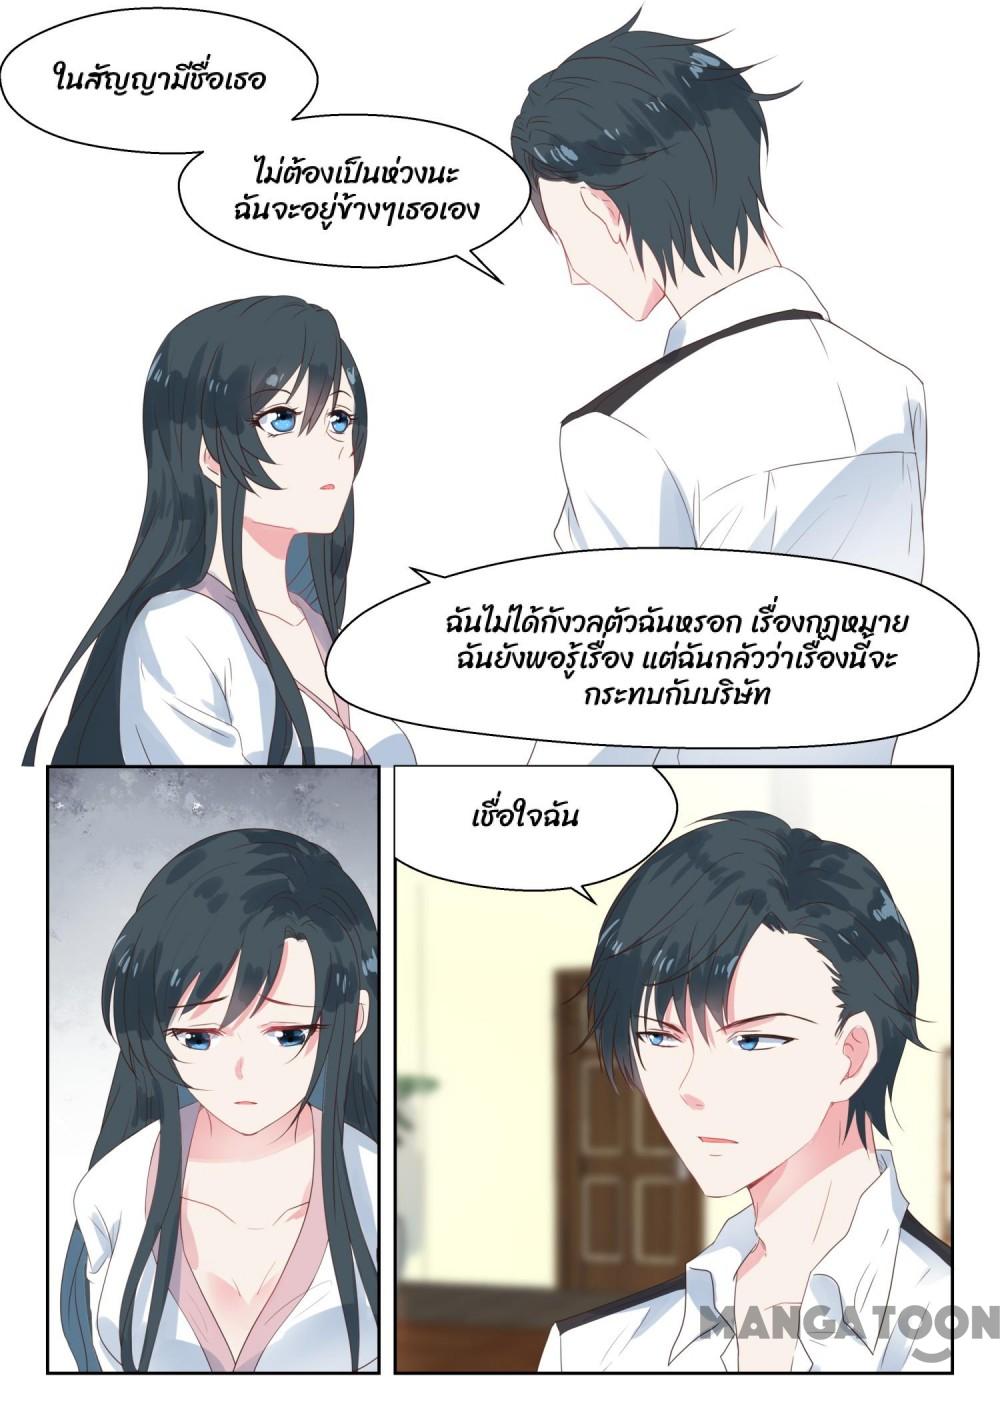 ในสัญญามีชื่อเธอ
ไม่ต้องเป็นห่วงนะ
ฉันจะอยู่ข้างๆเธอเอง
ฉันไม่ได้กังวลตัวฉันหรอก เรื่องกฎหมาย
ฉันยังพอรู้เรื่อง แต่ฉันกลัวว่าเรื่องนี้จะ
กระทบกับบริษัท
เชื่อใจฉัน
MANGATOON